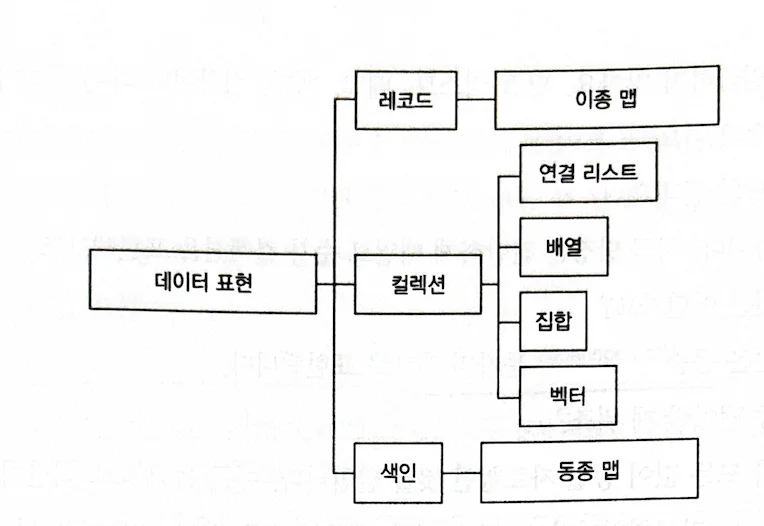 레코드
이종 맵
연결 리스트
배열
데이터 표현
컬렉션
집합
벡터
색인
동종 맵